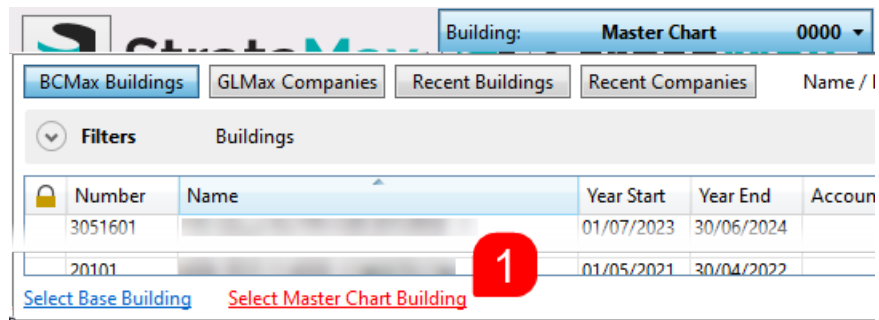 Building: Master Chart 0000
BCMax Buildings GLMax Companies Recent Buildings Recent Companies Name /
Filters Buildings
Number Name Year Start Year End Accoun
3051601 01/07/2023 30/06/2024
1
20101 01/05/2021 30/04/2022
Select Base Building Select Master Chart Building